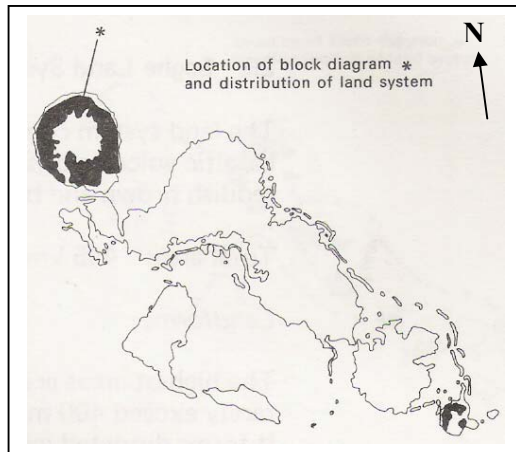 *
N
Location of block diagram *
and distribution of land system